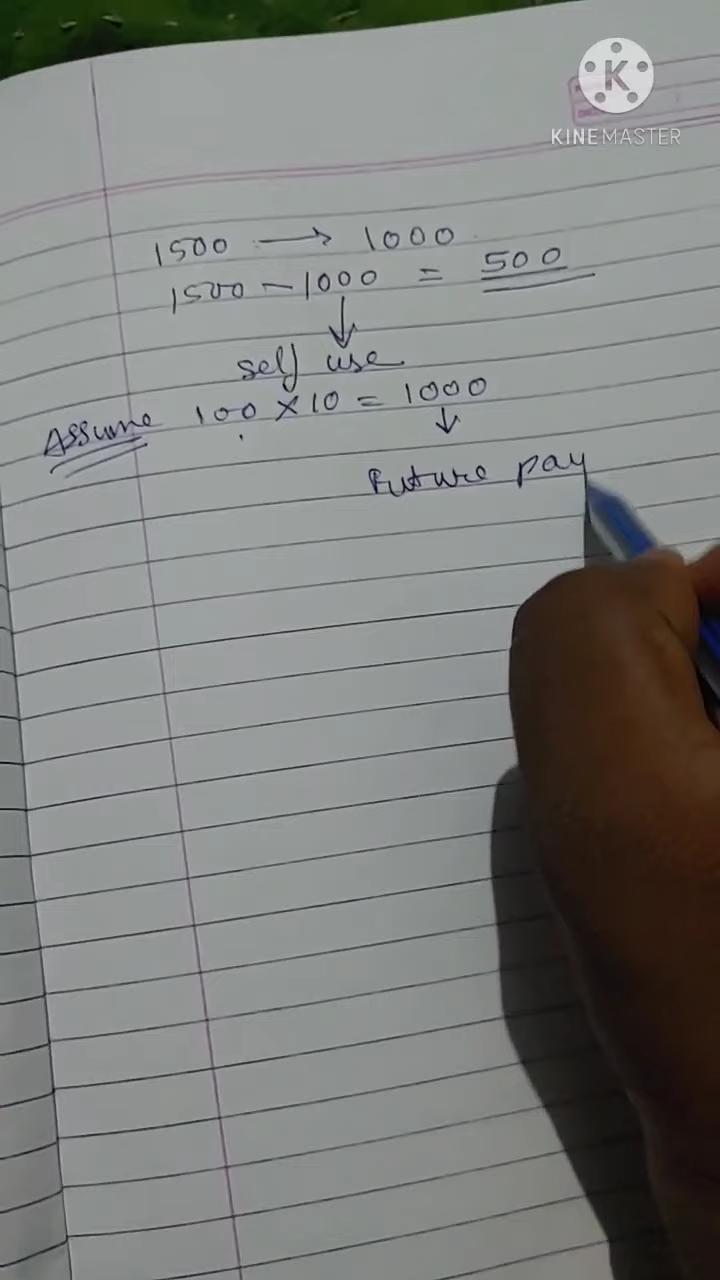 K
KINEMASTER
1500 → 1000
1500 - 1000 = 500
↓
self use
Assume 100 × 10 = 1000
↓
Future pay